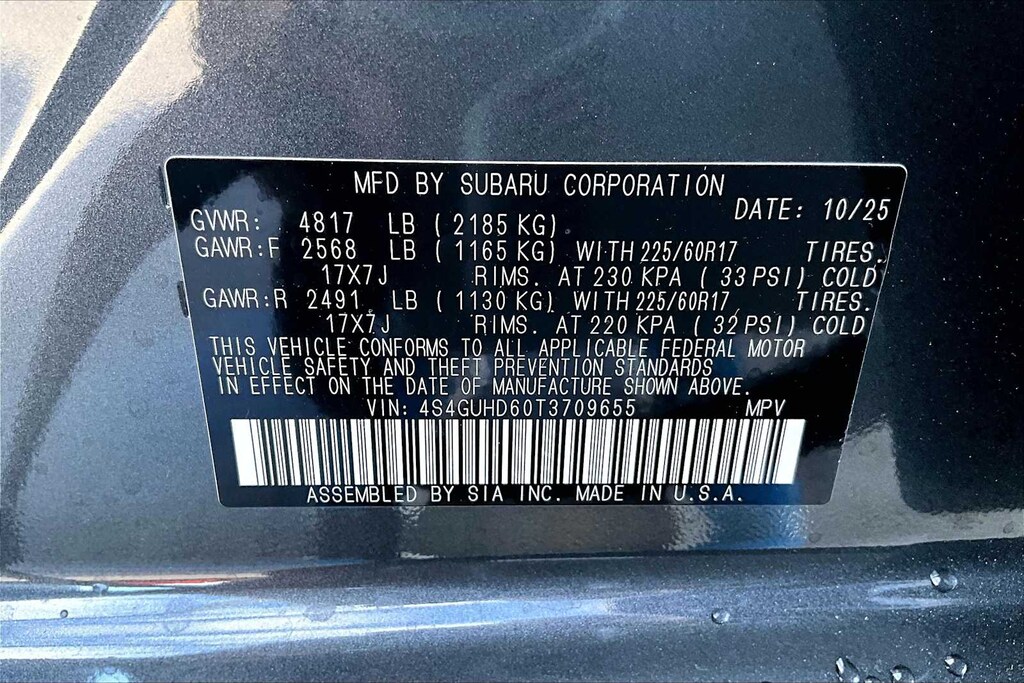 MFD BY SUBARU CORPORATION
DATE: 10/25
GVWR: 4817 LB ( 2185 KG)
GAWR:F 2568 LB ( 1165 KG) WITH 225/60R17 TIRES.
17X7J RIMS. AT 230 KPA ( 33 PSI) COLD
GAWR:R 2491 LB ( 1130 KG) WITH 225/60R17 TIRES.
17X7J RIMS. AT 220 KPA ( 32 PSI) COLD
THIS VEHICLE CONFORMS TO ALL APPLICABLE FEDERAL MOTOR
VEHICLE SAFETY AND THEFT PREVENTION STANDARDS
IN EFFECT ON THE DATE OF MANUFACTURE SHOWN ABOVE.
VIN: 4S4GUHD60T3709655 MPV
ASSEMBLED BY SIA INC. MADE IN U.S.A.